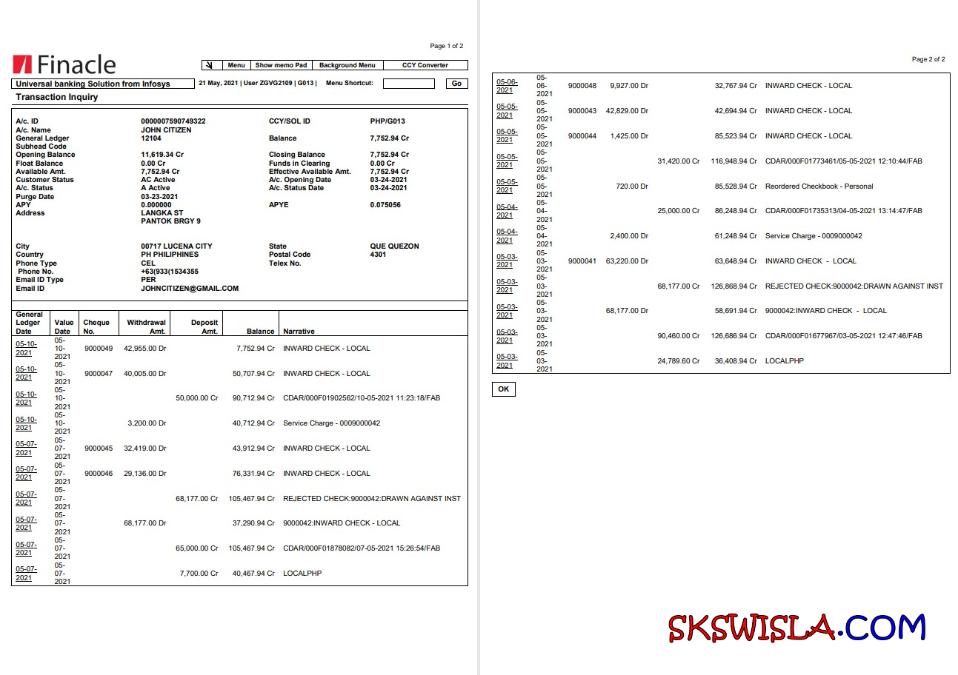 Page 1 of 2
Finacle
Menu Show memo Pad Background Menu CCY Converter
Universal banking Solution from Infosys 21 May, 2021 | User ZGVG2109 | G013 | Menu Shortcut: Go
Transaction Inquiry
A/c. ID 0000007590749322 CCY/SOL ID PHP/G013
A/c. Name JOHN CITIZEN
General Ledger 12104 Balance 7,752.94 Cr
Subhead Code
Opening Balance 11,619.34 Cr Closing Balance 7,752.94 Cr
Float Balance 0.00 Cr Funds in Clearing 0.00 Cr
Available Amt. 7,752.94 Cr Effective Available Amt. 7,752.94 Cr
Customer Status AC Active A/c. Opening Date 03-24-2021
A/c. Status A Active A/c. Status Date 03-24-2021
Purge Date 03-23-2021
APY 0.000000 APYE 0.075056
Address LANGKA ST
PANTOK BRGY 9
City 00717 LUCENA CITY State QUE QUEZON
Country PH PHILIPINES Postal Code 4301
Phone Type CEL Telex No.
Phone No. +63(933(1534355
Email ID Type PER
Email ID JOHNCITIZEN@GMAIL.COM
General Ledger Date Value Date Cheque No. Withdrawal Amt. Deposit Amt. Balance Narrative
05-10-2021 05-10-2021 9000049 42,955.00 Dr 7,752.94 Cr INWARD CHECK - LOCAL
05-10-2021 05-10-2021 9000047 40,005.00 Dr 50,707.94 Cr INWARD CHECK - LOCAL
05-10-2021 05-10-2021 50,000.00 Cr 90,712.94 Cr CDAR/000F01902562/10-05-2021 11:23:18/FAB
05-10-2021 05-10-2021 3,200.00 Dr 40,712.94 Cr Service Charge - 0009000042
05-07-2021 05-07-2021 9000045 32,419.00 Dr 43,912.94 Cr INWARD CHECK - LOCAL
05-07-2021 05-07-2021 9000046 29,136.00 Dr 76,331.94 Cr INWARD CHECK - LOCAL
05-07-2021 05-07-2021 68,177.00 Cr 105,467.94 Cr REJECTED CHECK:9000042:DRAWN AGAINST INST
05-07-2021 05-07-2021 68,177.00 Dr 37,290.94 Cr 9000042:INWARD CHECK - LOCAL
05-07-2021 05-07-2021 65,000.00 Cr 105,467.94 Cr CDAR/000F01878082/07-05-2021 15:26:54/FAB
05-07-2021 05-07-2021 7,700.00 Cr 40,467.94 Cr LOCALPHP
Page 2 of 2
05-06-2021 05-06-2021 9000048 9,927.00 Dr 32,767.94 Cr INWARD CHECK - LOCAL
05-05-2021 05-05-2021 9000043 42,829.00 Dr 42,694.94 Cr INWARD CHECK - LOCAL
05-05-2021 05-05-2021 9000044 1,425.00 Dr 85,523.94 Cr INWARD CHECK - LOCAL
05-05-2021 05-05-2021 31,420.00 Cr 116,948.94 Cr CDAR/000F01773461/05-05-2021 12:10:44/FAB
05-05-2021 05-05-2021 720.00 Dr 85,528.94 Cr Reordered Checkbook - Personal
05-04-2021 05-04-2021 25,000.00 Cr 86,248.94 Cr CDAR/000F01735313/04-05-2021 13:14:47/FAB
05-04-2021 05-04-2021 2,400.00 Dr 61,248.94 Cr Service Charge - 0009000042
05-03-2021 05-03-2021 9000041 63,220.00 Dr 63,648.94 Cr INWARD CHECK - LOCAL
05-03-2021 05-03-2021 68,177.00 Cr 126,868.94 Cr REJECTED CHECK:9000042:DRAWN AGAINST INST
05-03-2021 05-03-2021 68,177.00 Dr 58,691.94 Cr 9000042:INWARD CHECK - LOCAL
05-03-2021 05-03-2021 90,460.00 Cr 126,686.94 Cr CDAR/000F01677967/03-05-2021 12:47:46/FAB
05-03-2021 05-03-2021 24,789.60 Cr 36,408.94 Cr LOCALPHP
OK
SKSWISLA.COM